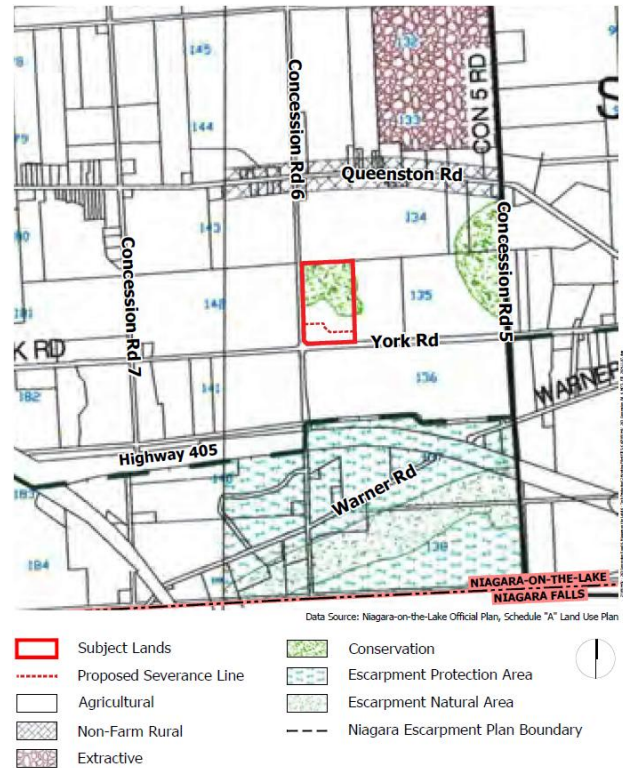 132
145
133
144
CON 5 RD
S
Concession Rd 6
Queenston Rd
134
143
Concession Rd 5
Concession Rd 7
142
135
181
K RD
York Rd
141
136
182
WARNER
Highway 405
Warner Rd
183
138
184
NIAGARA-ON-THE-LAKE
NIAGARA FALLS
Data Source: Niagara-on-the-Lake Official Plan, Schedule "A" Land Use Plan
Subject Lands
Proposed Severance Line
Agricultural
Non-Farm Rural
Extractive
Conservation
Escarpment Protection Area
Escarpment Natural Area
Niagara Escarpment Plan Boundary